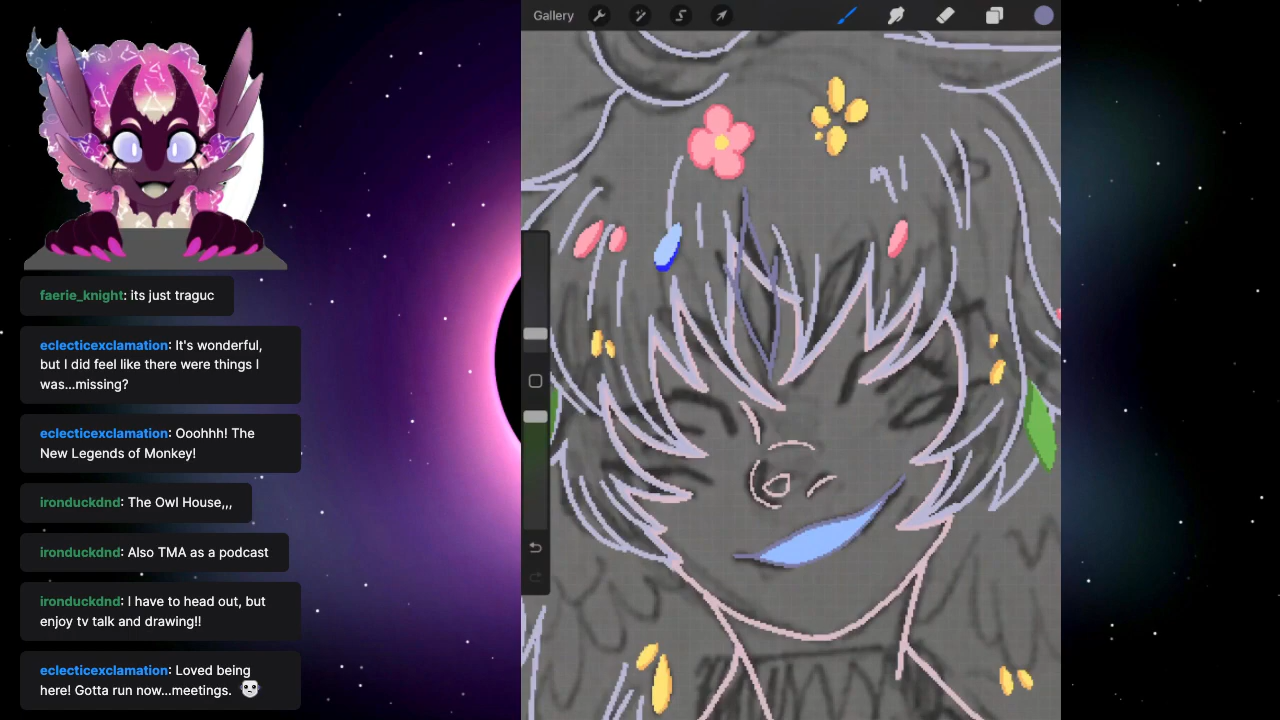 Gallery
faerie_knight: its just traguc
eclecticexclamation: It's wonderful,
but I did feel like there were things I
was...missing?
eclecticexclamation: Ooohhh! The
New Legends of Monkey!
ironduckdnd: The Owl House,,,
ironduckdnd: Also TMA as a podcast
ironduckdnd: I have to head out, but
enjoy tv talk and drawing!!
eclecticexclamation: Loved being
here! Gotta run now...meetings.